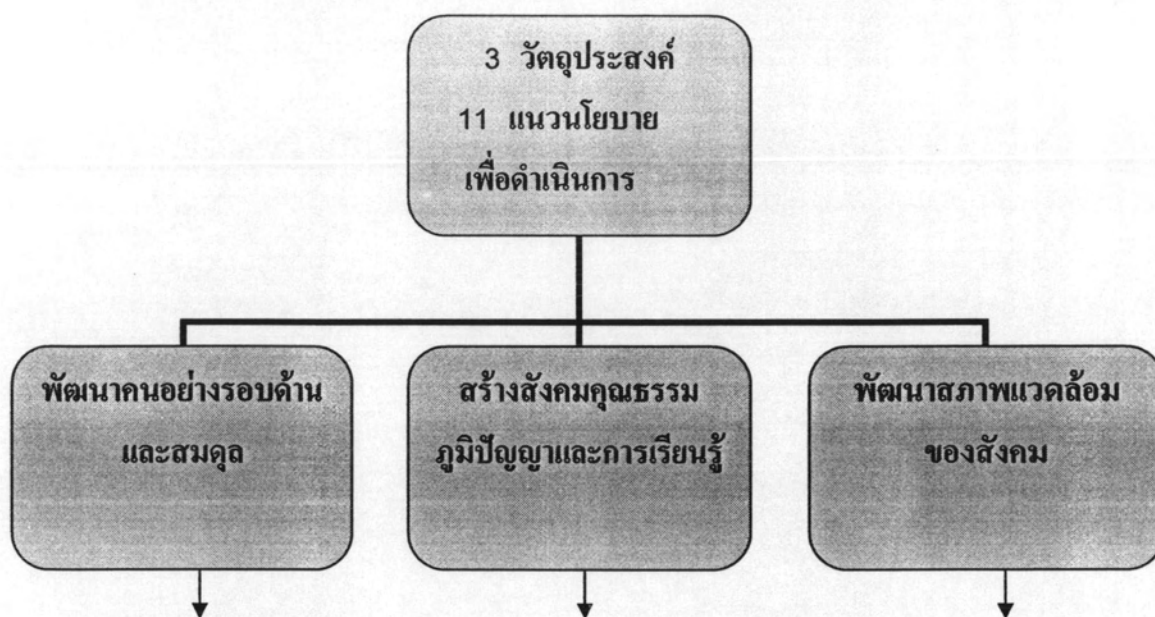 3 วัตถุประสงค์
11 แนวนโยบาย
เพื่อดำเนินการ
พัฒนาคนอย่างรอบด้าน
และสมดุล
สร้างสังคมคุณธรรม
ภูมิปัญญาและการเรียนรู้
พัฒนาสภาพแวดล้อม
ของสังคม